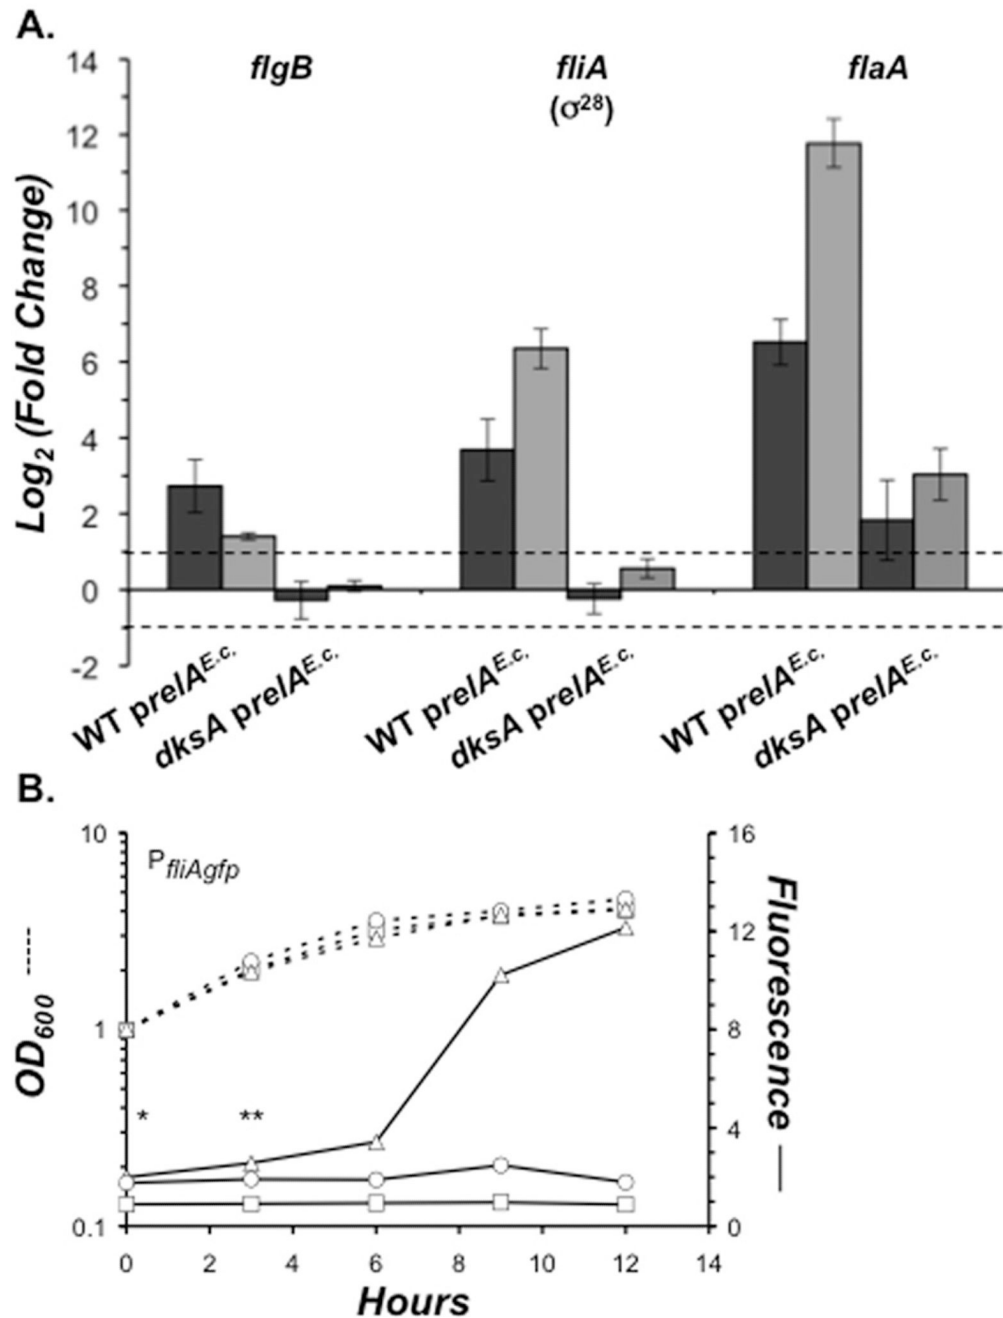 A.
flgB fliA flaA
(σ28)
14
12
10
8
6
4
2
0
-2
Log2 (Fold Change)
WT prelAE.c. dksA prelAE.c. WT prelAE.c. dksA prelAE.c. WT prelAE.c. dksA prelAE.c.
B.
PfliAgfp
10
1
0.1
OD600 -----
* **
16
12
8
4
0
Fluorescence —
0 2 4 6 8 10 12 14
Hours